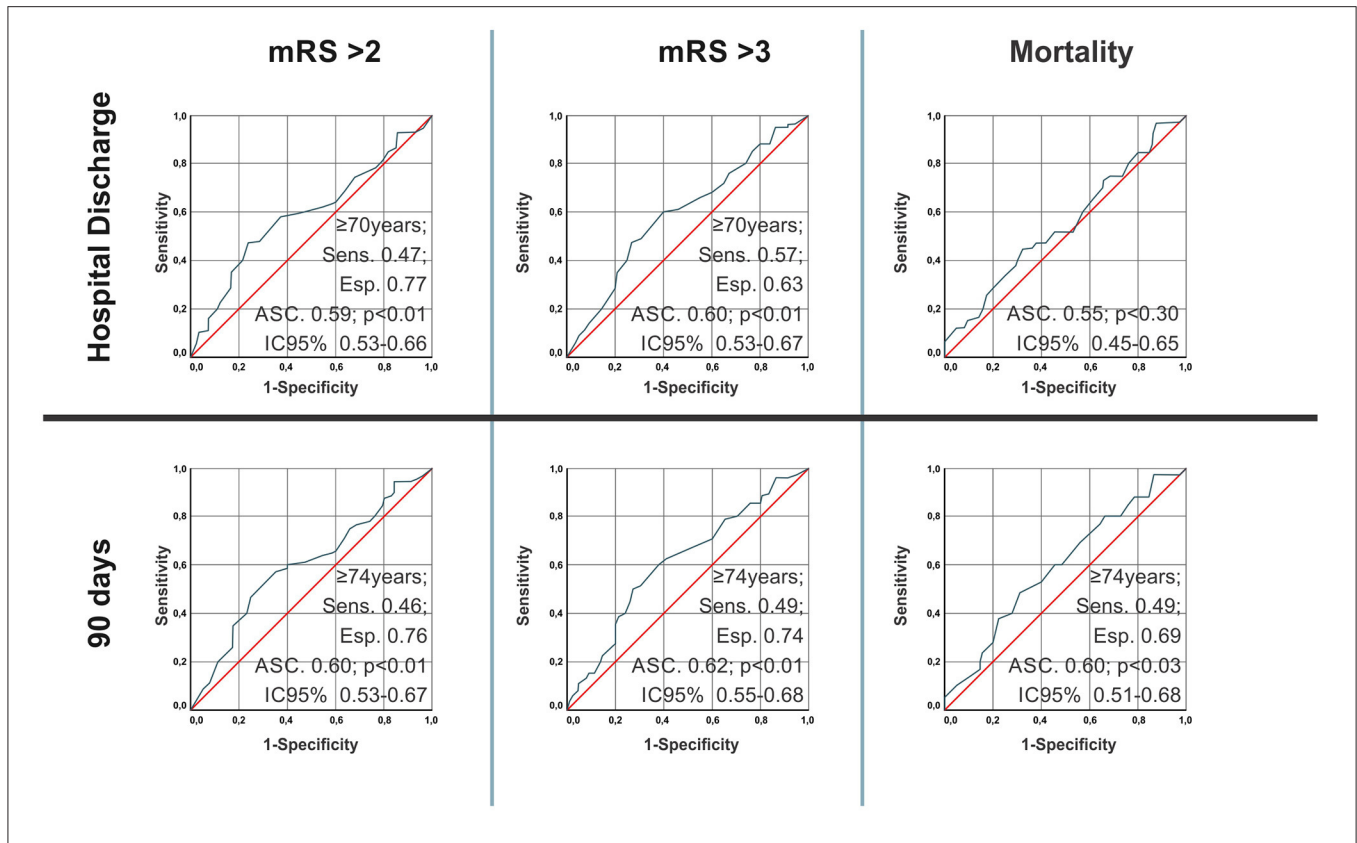 mRS >2
mRS >3
Mortality
Hospital Discharge
Sensitivity
1,0
0,8
0,6
0,4
0,2
0,0
0,0 0,2 0,4 0,6 0,8 1,0
1-Specificity
≥70years;
Sens. 0.47;
Esp. 0.77
ASC. 0.59; p<0.01
IC95% 0.53-0.66
Sensitivity
1,0
0,8
0,6
0,4
0,2
0,0
0,0 0,2 0,4 0,6 0,8 1,0
1-Specificity
≥70years;
Sens. 0.57;
Esp. 0.63
ASC. 0.60; p<0.01
IC95% 0.53-0.67
Sensitivity
1,0
0,8
0,6
0,4
0,2
0,0
0,0 0,2 0,4 0,6 0,8 1,0
1-Specificity
ASC. 0.55; p<0.30
IC95% 0.45-0.65
90 days
Sensitivity
1,0
0,8
0,6
0,4
0,2
0,0
0,0 0,2 0,4 0,6 0,8 1,0
1-Specificity
≥74years;
Sens. 0.46;
Esp. 0.76
ASC. 0.60; p<0.01
IC95% 0.53-0.67
Sensitivity
1,0
0,8
0,6
0,4
0,2
0,0
0,0 0,2 0,4 0,6 0,8 1,0
1-Specificity
≥74years;
Sens. 0.49;
Esp. 0.74
ASC. 0.62; p<0.01
IC95% 0.55-0.68
Sensitivity
1,0
0,8
0,6
0,4
0,2
0,0
0,0 0,2 0,4 0,6 0,8 1,0
1-Specificity
≥74years;
Sens. 0.49;
Esp. 0.69
ASC. 0.60; p<0.03
IC95% 0.51-0.68